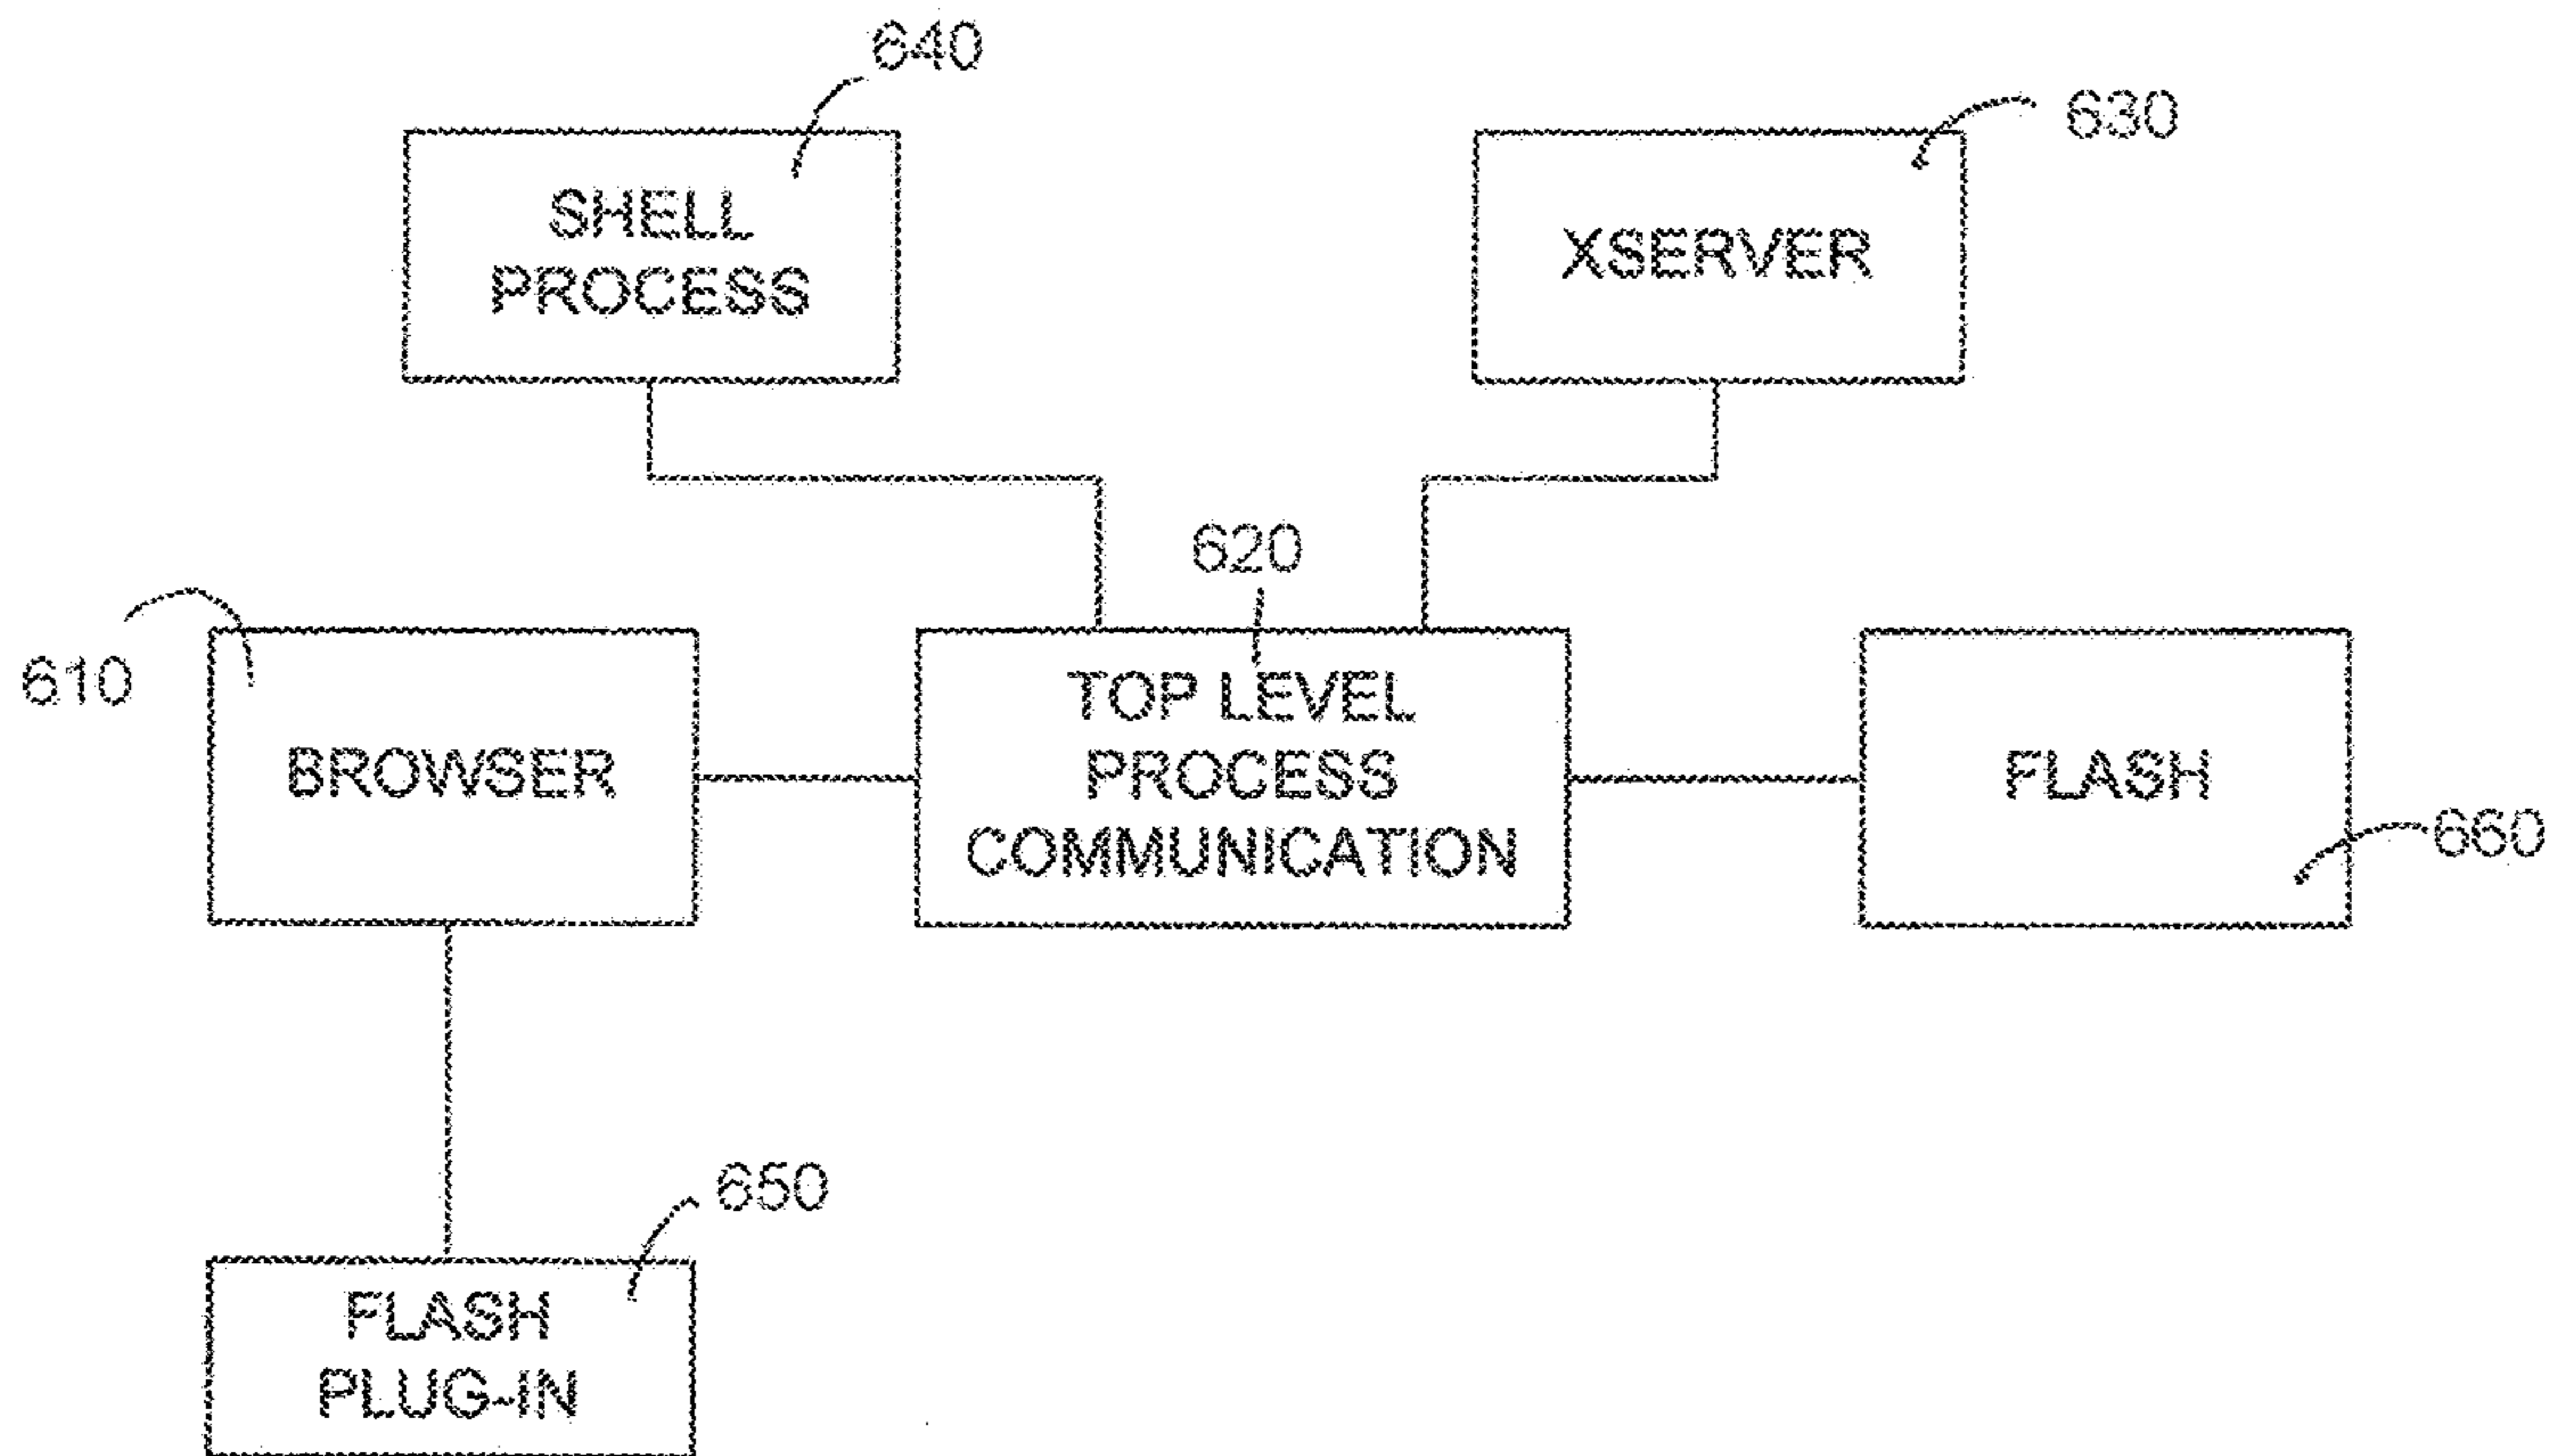 640
630
SHELL
PROCESS
XSERVER
620
610
BROWSER
TOP LEVEL
PROCESS
COMMUNICATION
FLASH
660
650
FLASH
PLUG-IN